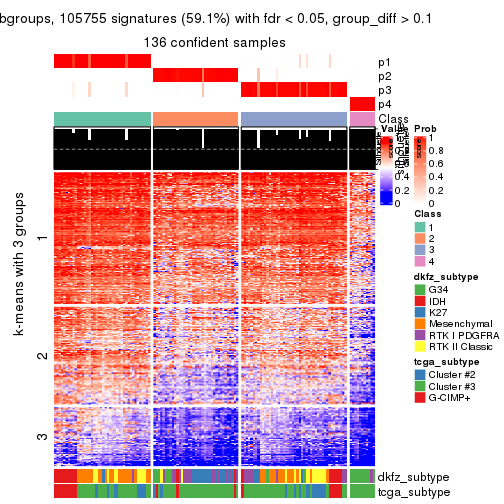 bgroups, 105755 signatures (59.1%) with fdr < 0.05, group_diff > 0.1
136 confident samples
p1
p2
p3
p4
Class
Value
Prob
1
0.8
0.6
0.4
0.2
0
1
0.8
0.6
0.4
0.2
0
Class
1
2
3
4
dkfz_subtype
G34
IDH
K27
Mesenchymal
RTK I PDGFRA
RTK II Classic
tcga_subtype
Cluster #2
Cluster #3
G-CIMP+
k-means with 3 groups
1
2
3
dkfz_subtype
tcga_subtype